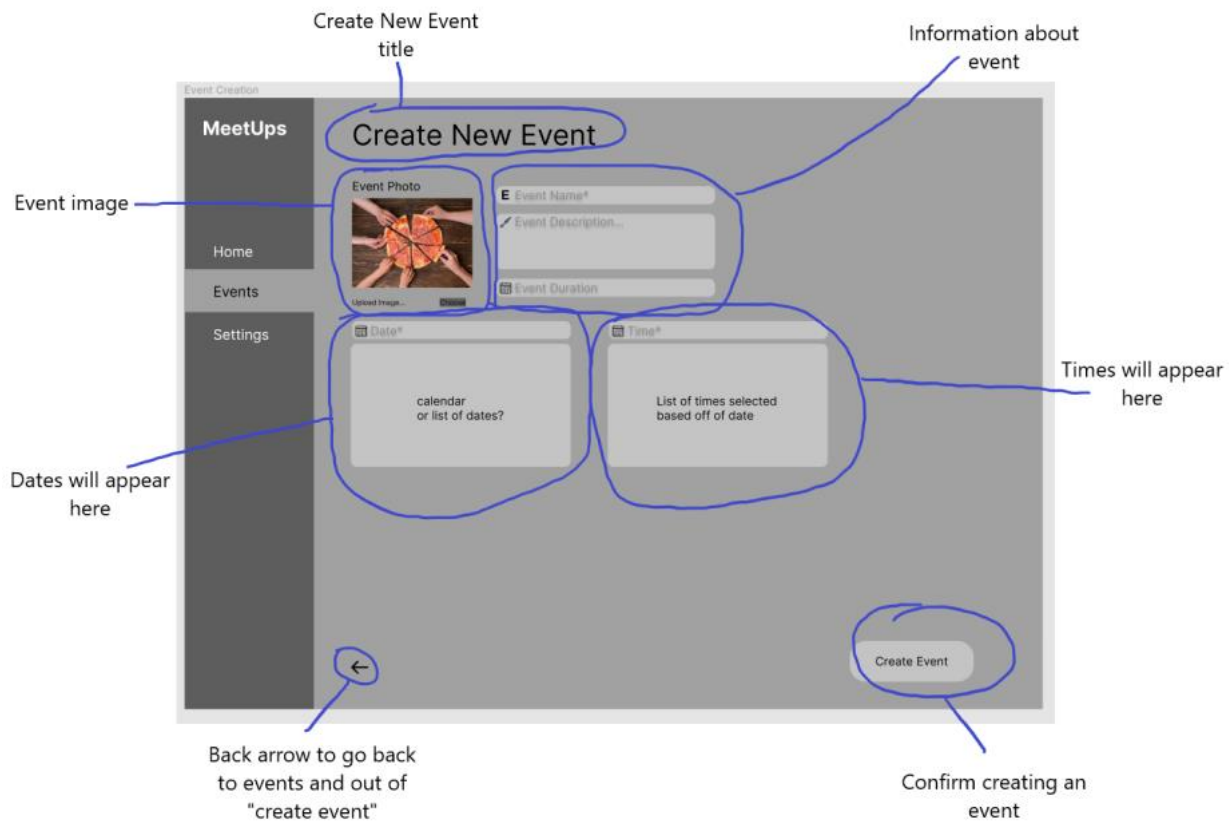 Create New Event
title
Information about
event
Event Creation
MeetUps
Create New Event
Event image
Event Photo
E Event Name*
Event Description...
Home
Events
Event Duration
Upload Image...
Choose
Settings
Date*
Time*
Times will appear
here
calendar
or list of dates?
List of times selected
based off of date
Dates will appear
here
Create Event
Back arrow to go back
to events and out of
"create event"
Confirm creating an
event